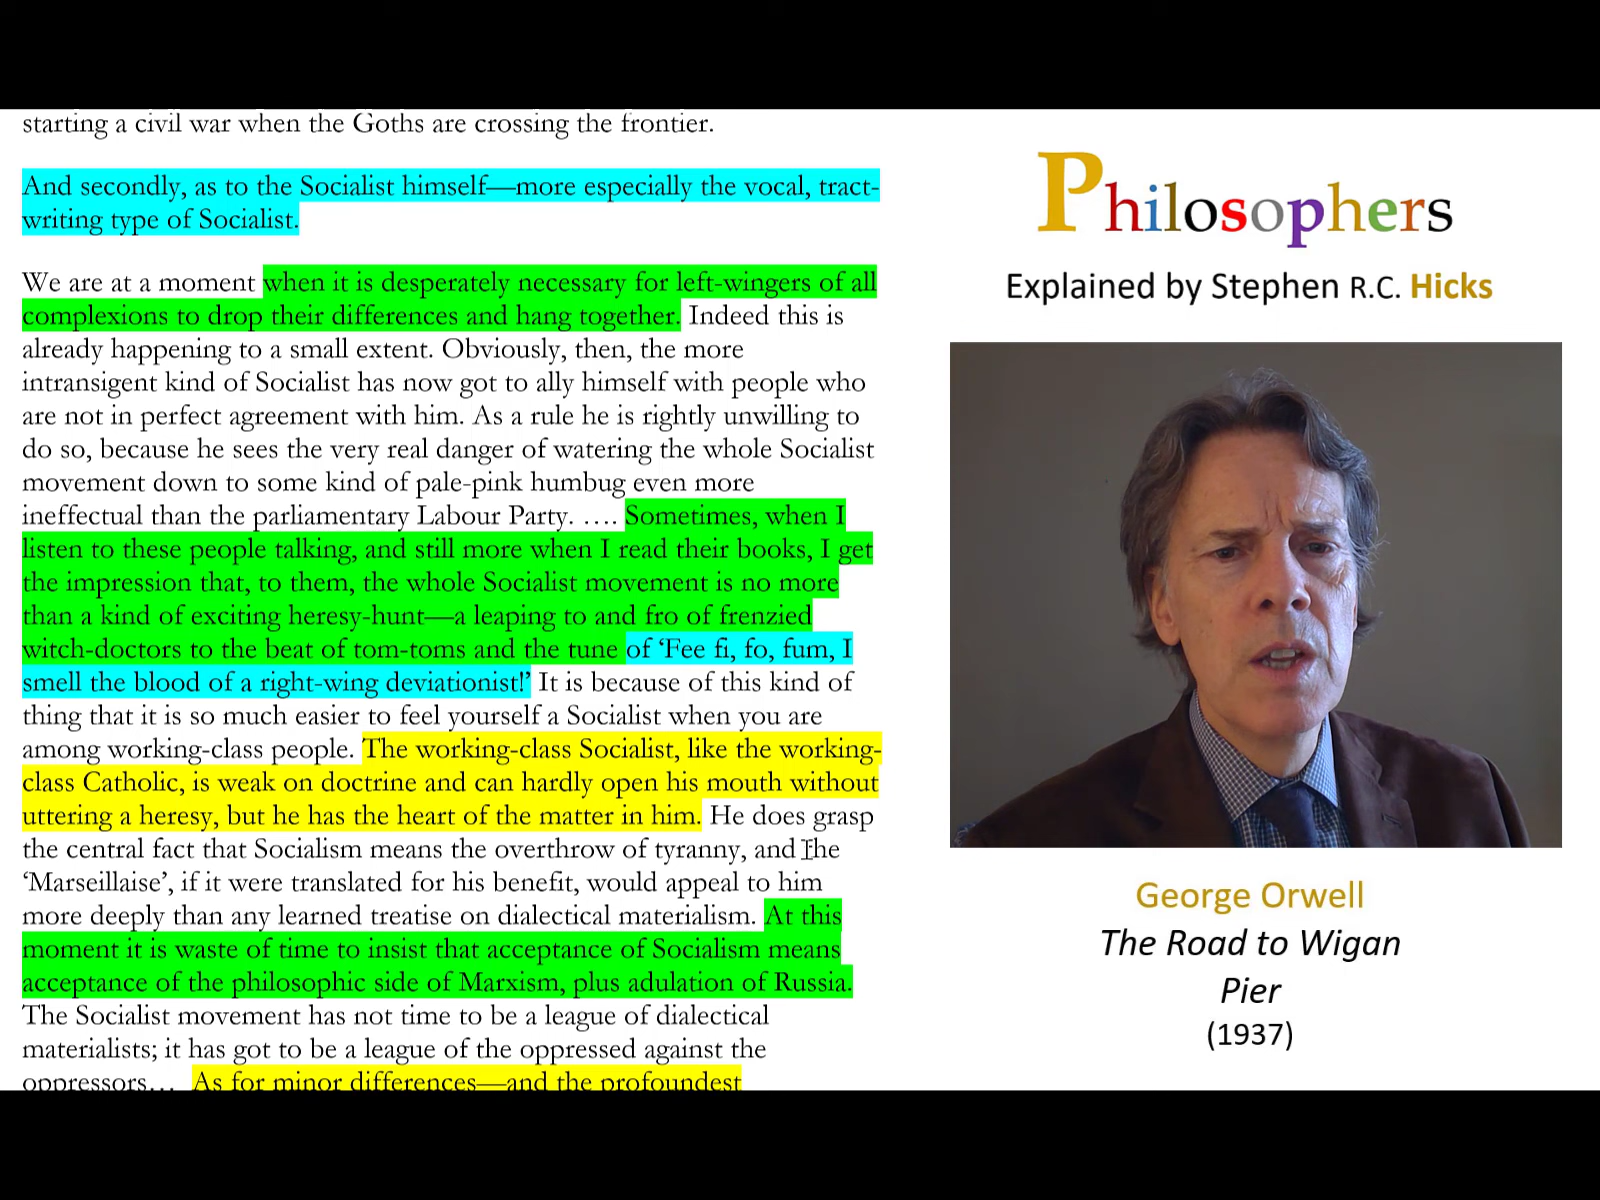 starting a civil war when the Goths are crossing the frontier.
And secondly, as to the Socialist himself—more especially the vocal, tract-
writing type of Socialist.
We are at a moment when it is desperately necessary for left-wingers of all
complexions to drop their differences and hang together. Indeed this is
already happening to a small extent. Obviously, then, the more
intransigent kind of Socialist has now got to ally himself with people who
are not in perfect agreement with him. As a rule he is rightly unwilling to
do so, because he sees the very real danger of watering the whole Socialist
movement down to some kind of pale-pink humbug even more
ineffectual than the parliamentary Labour Party. …. Sometimes, when I
listen to these people talking, and still more when I read their books, I get
the impression that, to them, the whole Socialist movement is no more
than a kind of exciting heresy-hunt—a leaping to and fro of frenzied
witch-doctors to the beat of tom-toms and the tune of ‘Fee fi, fo, fum, I
smell the blood of a right-wing deviationist!’ It is because of this kind of
thing that it is so much easier to feel yourself a Socialist when you are
among working-class people. The working-class Socialist, like the working-
class Catholic, is weak on doctrine and can hardly open his mouth without
uttering a heresy, but he has the heart of the matter in him. He does grasp
the central fact that Socialism means the overthrow of tyranny, and the
‘Marseillaise’, if it were translated for his benefit, would appeal to him
more deeply than any learned treatise on dialectical materialism. At this
moment it is waste of time to insist that acceptance of Socialism means
acceptance of the philosophic side of Marxism, plus adulation of Russia.
The Socialist movement has not time to be a league of dialectical
materialists; it has got to be a league of the oppressed against the
oppressors… As for minor differences—and the profoundest
Philosophers
Explained by Stephen R.C. Hicks
George Orwell
The Road to Wigan
Pier
(1937)